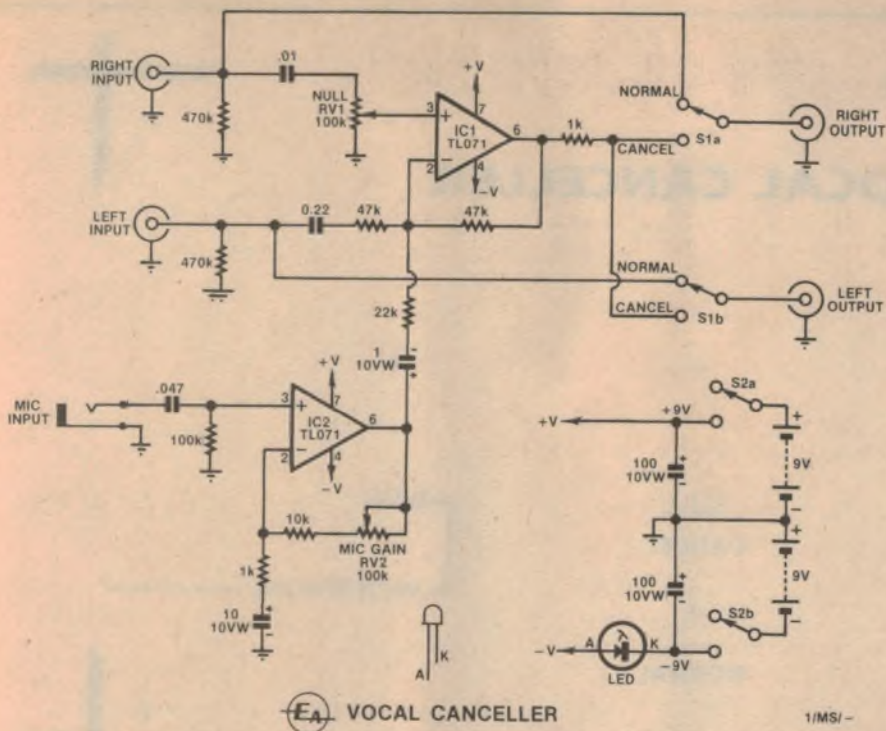 RIGHT INPUT
.01
470k
NULL
RV1
100k
+V
3
+
7
IC1
TL071
6
-
2
4
-V
1k
NORMAL
CANCEL
S1a
RIGHT OUTPUT
LEFT INPUT
0.22
47k
47k
470k
NORMAL
CANCEL
S1b
LEFT OUTPUT
22k
-
1
10VW
+
MIC INPUT
.047
100k
+V
3
+
7
IC2
TL071
6
-
2
4
-V
10k
MIC GAIN
RV2
100k
1k
10
10VW
+
-
A
K
+V
+9V
S2a
+
100
10VW
+
-
9V
-
+
100
10VW
+
-
9V
-
S2b
-V
A
λ
K
LED
-9V
EA VOCAL CANCELLER
1/MS/–